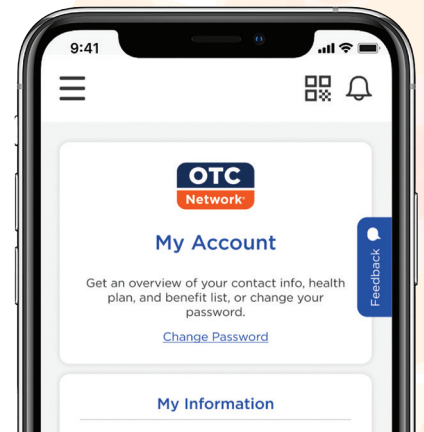 9:41
OTC
Network
My Account
Get an overview of your contact info, health
plan, and benefit list, or change your
password.
Change Password
Feedback
My Information